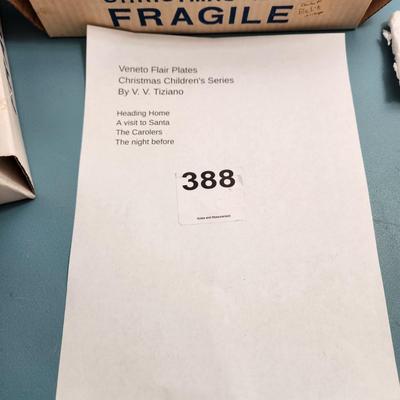 FRAGILE
Veneto Flair Plates
Christmas Children's Series
By V. V. Tiziano
Heading Home
A visit to Santa
The Carolers
The night before
388